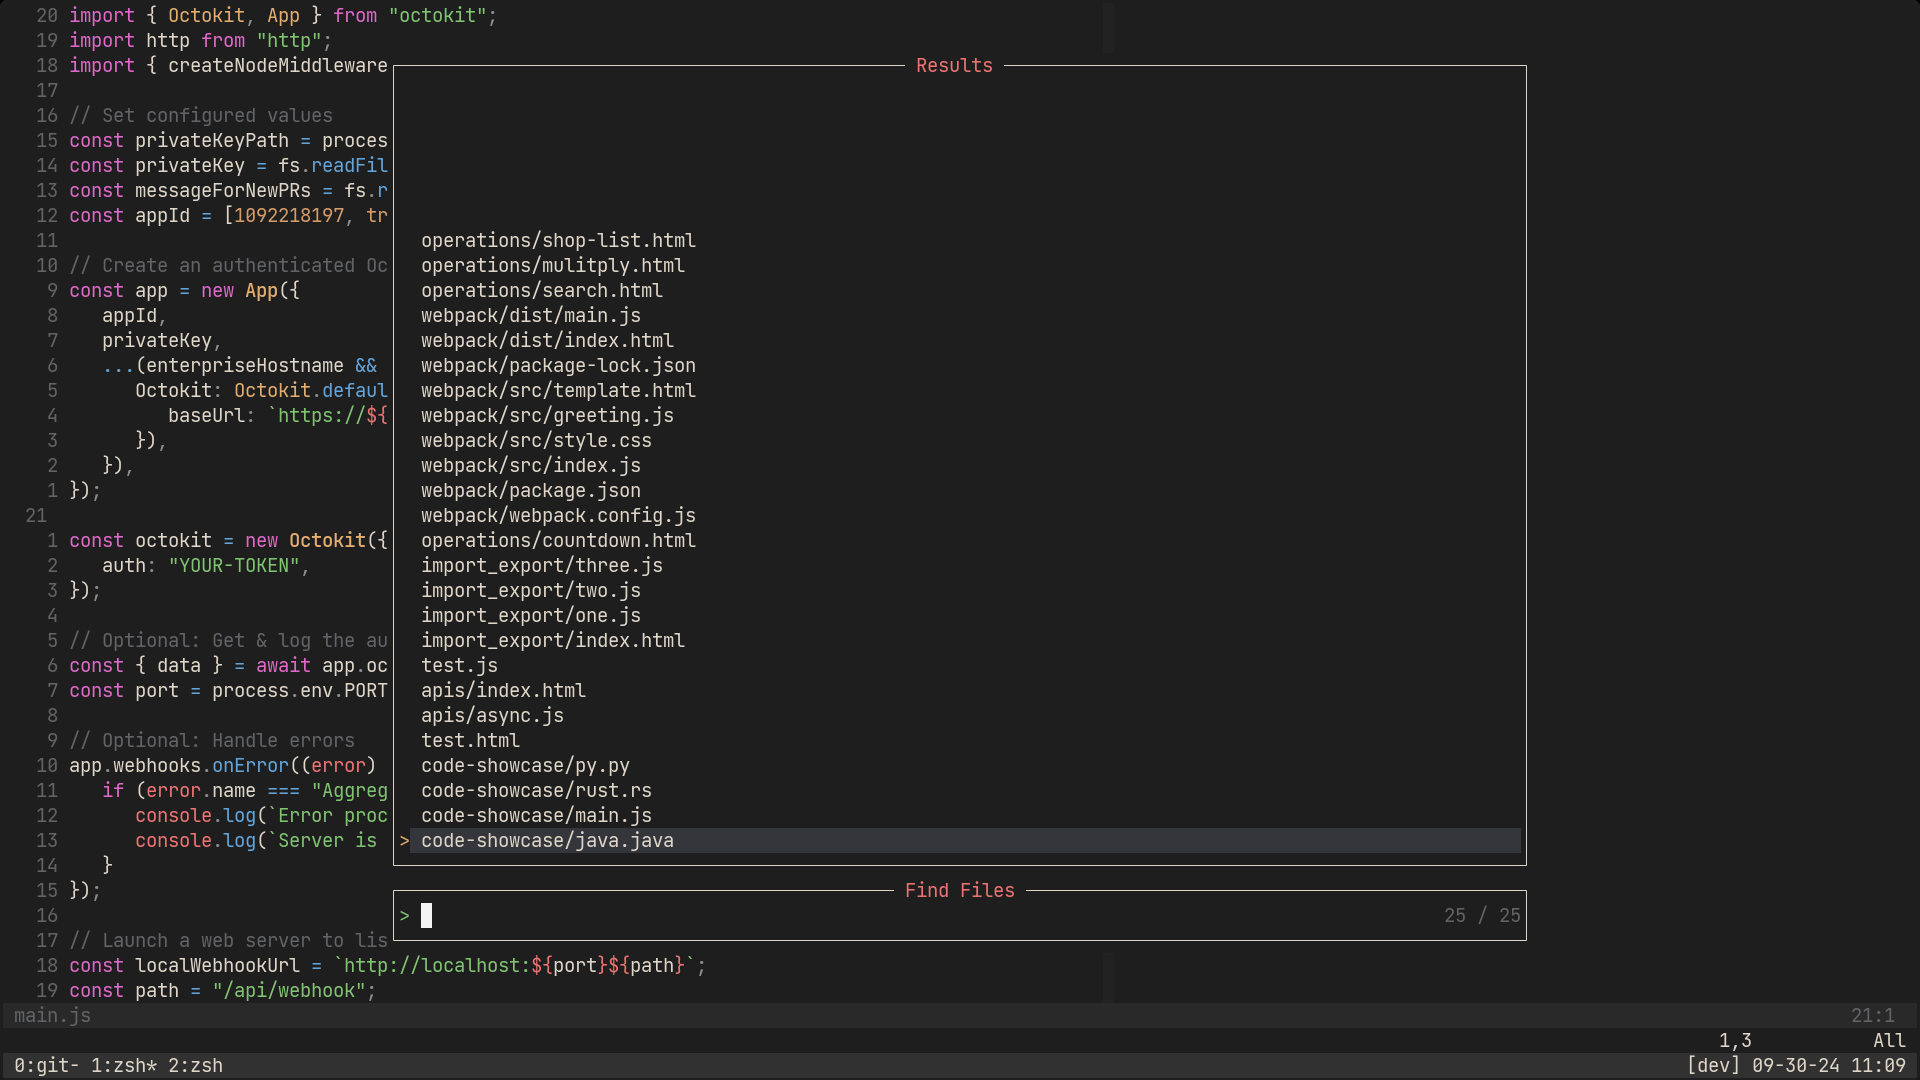 20 import { Octokit, App } from "octokit";
19 import http from "http";
18 import { createNodeMiddleware
Results
17
16 // Set configured values
15 const privateKeyPath = proces
14 const privateKey = fs.readFil
13 const messageForNewPRs = fs.r
12 const appId = [1092218197, tr
11
operations/shop-list.html
10 // Create an authenticated Oc
operations/mulitply.html
9 const app = new App({
operations/search.html
8 appId,
webpack/dist/main.js
7 privateKey,
webpack/dist/index.html
6 ...(enterpriseHostname &&
webpack/package-lock.json
5 Octokit: Octokit.defaul
webpack/src/template.html
4 baseUrl: `https://${
webpack/src/greeting.js
3 }),
webpack/src/style.css
2 }),
webpack/src/index.js
1 });
webpack/package.json
21
webpack/webpack.config.js
1 const octokit = new Octokit({
operations/countdown.html
2 auth: "YOUR-TOKEN",
import_export/three.js
3 });
import_export/two.js
4
import_export/one.js
5 // Optional: Get & log the au
import_export/index.html
6 const { data } = await app.oc
test.js
7 const port = process.env.PORT
apis/index.html
8
apis/async.js
9 // Optional: Handle errors
test.html
10 app.webhooks.onError((error)
code-showcase/py.py
11 if (error.name === "Aggreg
code-showcase/rust.rs
12 console.log(`Error proc
code-showcase/main.js
13 console.log(`Server is
> code-showcase/java.java
14 }
15 });
Find Files
16
> 25 / 25
17 // Launch a web server to lis
18 const localWebhookUrl = `http://localhost:${port}${path}`;
19 const path = "/api/webhook";
main.js 21:1
1,3 All
0:git- 1:zsh* 2:zsh [dev] 09-30-24 11:09